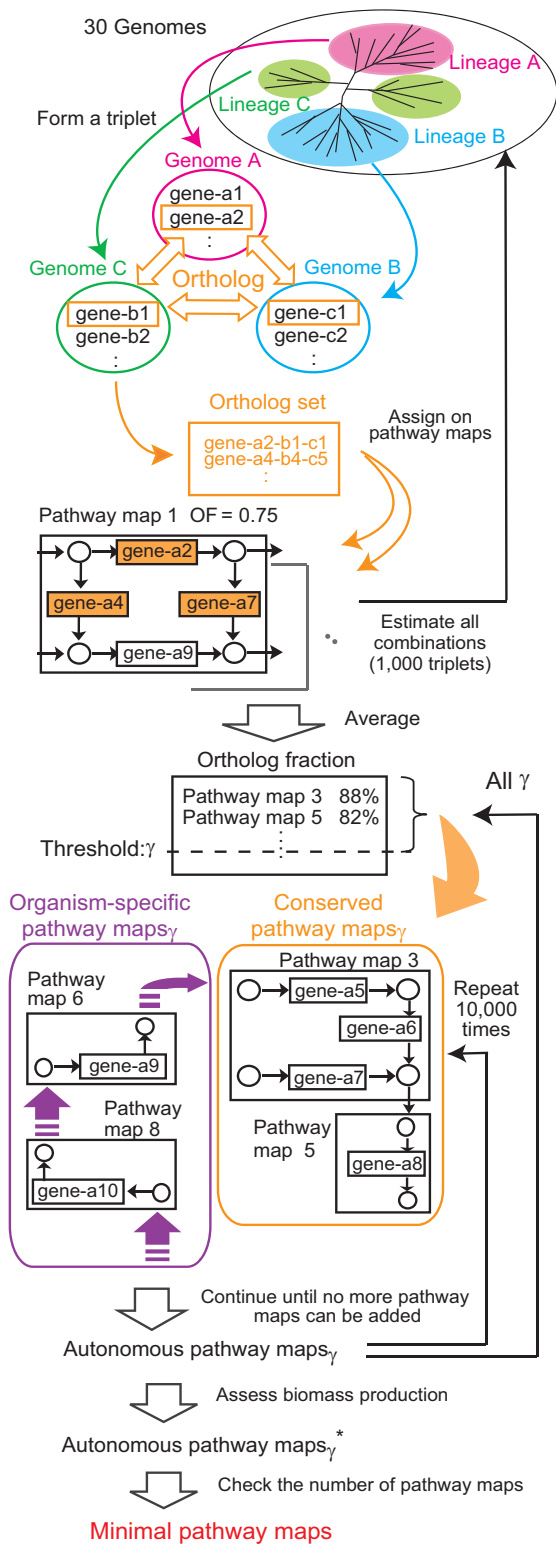 30 Genomes
Lineage A
Lineage C
Form a triplet
Lineage B
Genome A
gene-a1
gene-a2
:
Genome C
Ortholog
Genome B
gene-b1
gene-b2
:
gene-c1
gene-c2
:
Ortholog set
gene-a2-b1-c1
gene-a4-b4-c5
:
Assign on
pathway maps
Pathway map 1 OF = 0.75
gene-a2
gene-a4
gene-a7
gene-a9
Estimate all
combinations
(1,000 triplets)
Average
Ortholog fraction
Pathway map 3 88%
Pathway map 5 82%
Threshold:γ
All γ
Organism-specific
pathway mapsγ
Conserved
pathway mapsγ
Pathway
map 6
gene-a9
Pathway
map 8
gene-a10
Pathway map 3
gene-a5
gene-a6
gene-a7
Pathway
map 5
gene-a8
Repeat
10,000
times
Continue until no more pathway
maps can be added
Autonomous pathway mapsγ
Assess biomass production
Autonomous pathway mapsγ*
Check the number of pathway maps
Minimal pathway maps